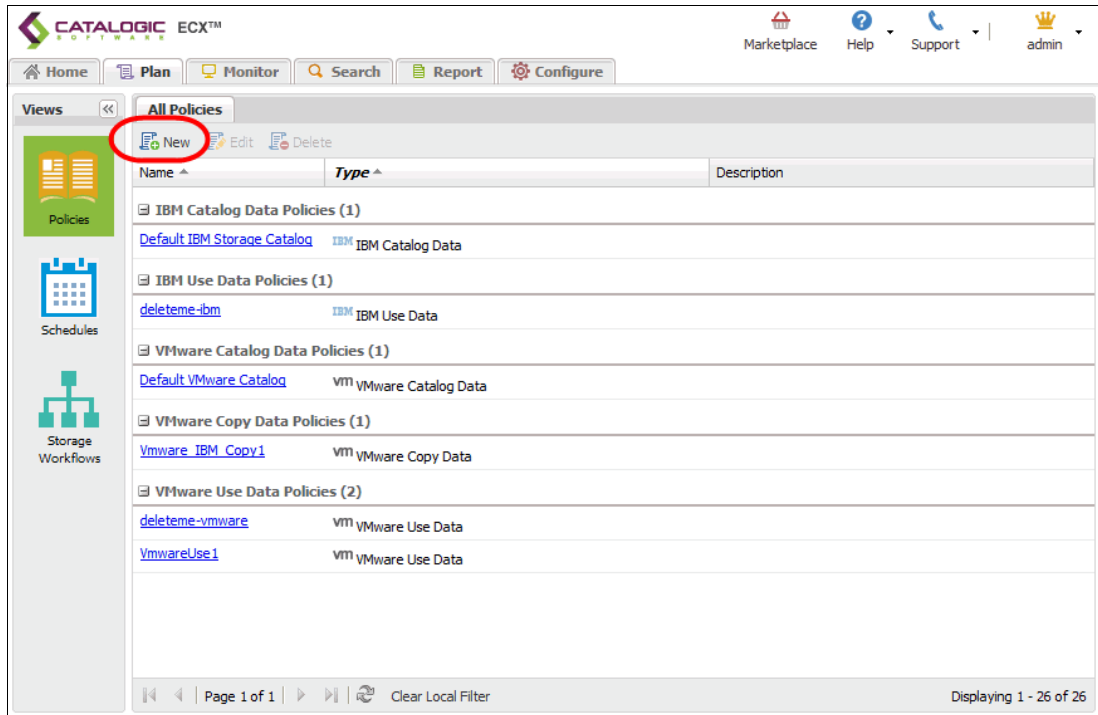 CATALOGIC ECX™
SOFTWARE
Marketplace
Help
Support
admin
Home
Plan
Monitor
Search
Report
Configure
Views
All Policies
New
Edit
Delete
Name
Type
Description
Policies
Schedules
Storage
Workflows
IBM Catalog Data Policies (1)
Default IBM Storage Catalog IBM IBM Catalog Data
IBM Use Data Policies (1)
deleteme-ibm IBM IBM Use Data
VMware Catalog Data Policies (1)
Default VMware Catalog vm VMware Catalog Data
VMware Copy Data Policies (1)
Vmware_IBM_Copy1 vm VMware Copy Data
VMware Use Data Policies (2)
deleteme-vmware vm VMware Use Data
VmwareUse1 vm VMware Use Data
Page 1 of 1
Clear Local Filter
Displaying 1 - 26 of 26